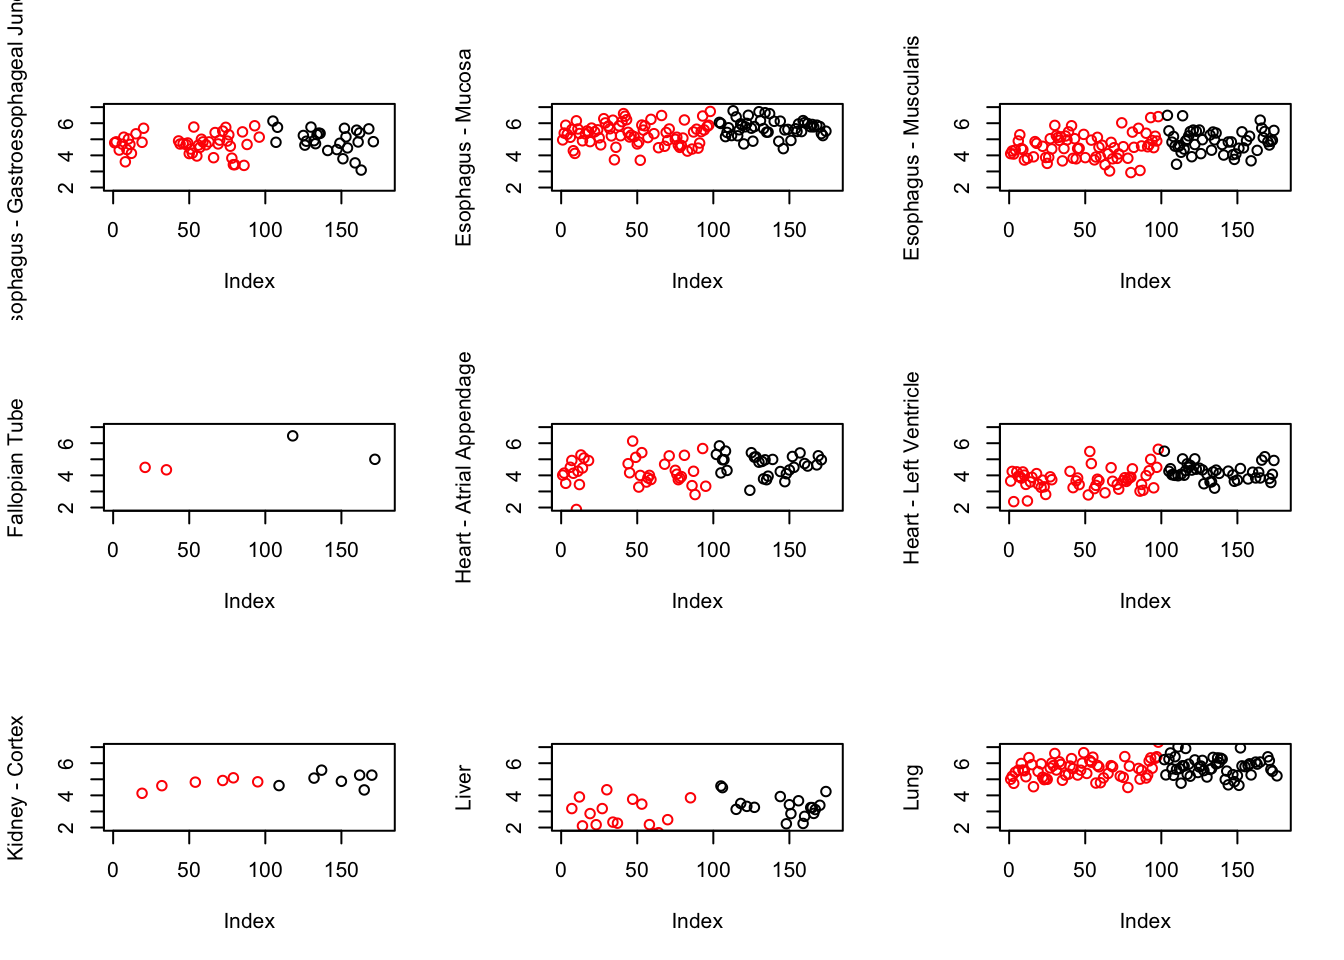 sophagus - Gastroesophageal Junc
6
4
2
0 50 100 150
Index
Esophagus - Mucosa
6
4
2
0 50 100 150
Index
Esophagus - Muscularis
6
4
2
0 50 100 150
Index
Fallopian Tube
6
4
2
0 50 100 150
Index
Heart - Atrial Appendage
6
4
2
0 50 100 150
Index
Heart - Left Ventricle
6
4
2
0 50 100 150
Index
Kidney - Cortex
6
4
2
0 50 100 150
Index
Liver
6
4
2
0 50 100 150
Index
Lung
6
4
2
0 50 100 150
Index